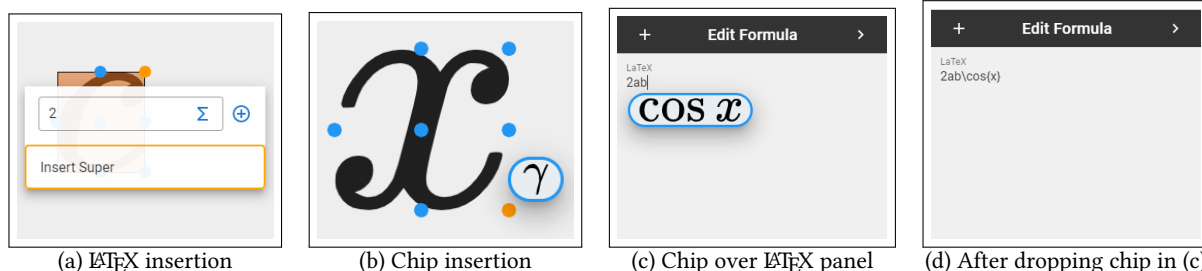 2 Σ
Insert Super
C
(a) LATEX insertion
x
γ
(b) Chip insertion
+ Edit Formula >
LaTeX
2ab
cos x
(c) Chip over LATEX panel
+ Edit Formula >
LaTeX
2ab\cos{x}
(d) After dropping chip in (c)